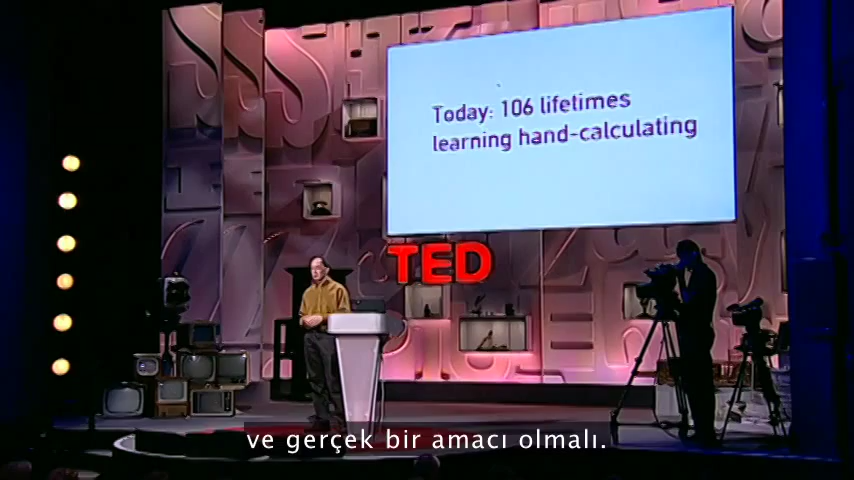 Today: 106 lifetimes
learning hand-calculating
TED
ve gerçek bir amacı olmalı.